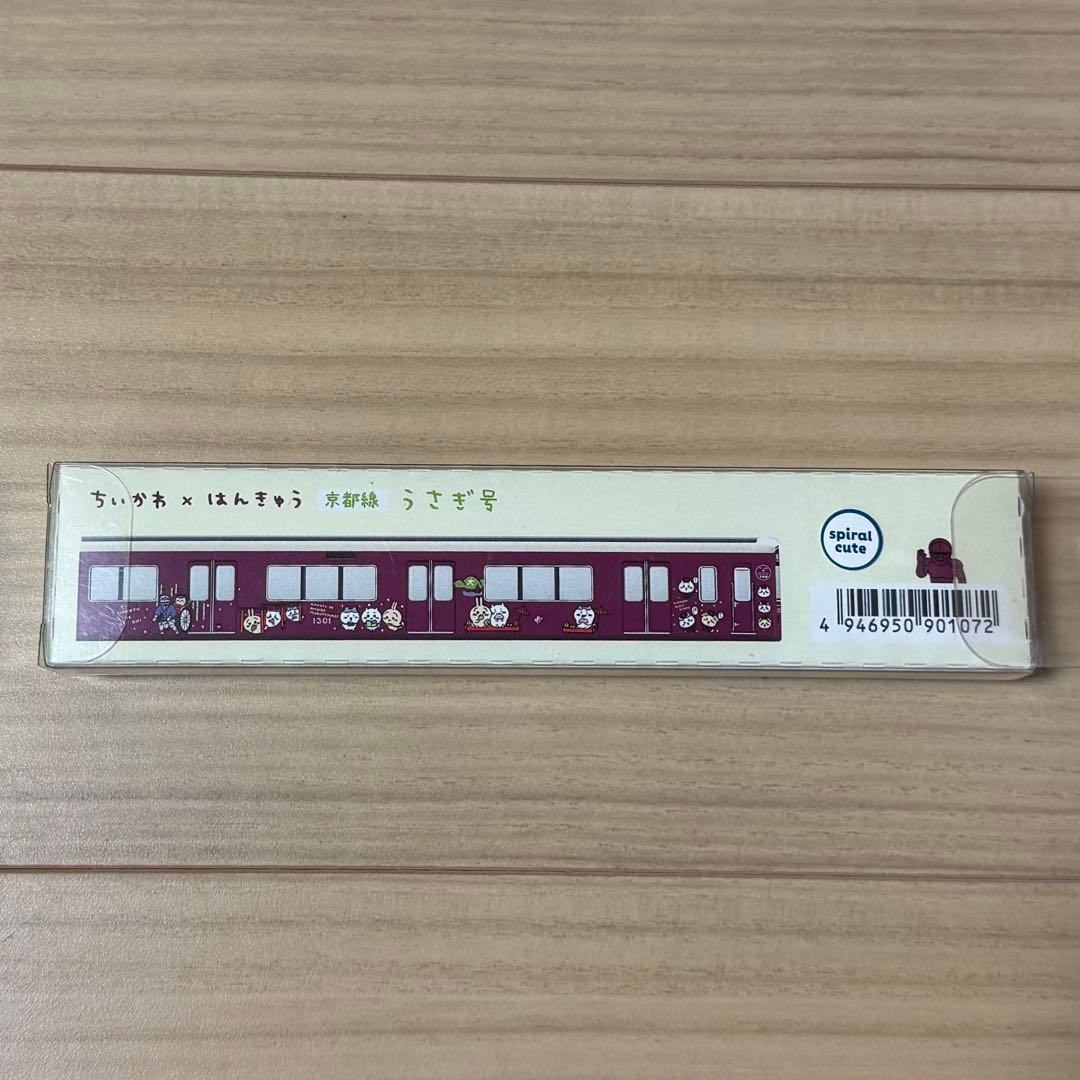 ちいかわ × はんきゅう 京都線 うさぎ号
spiral
cute
1301
4 946950 901072